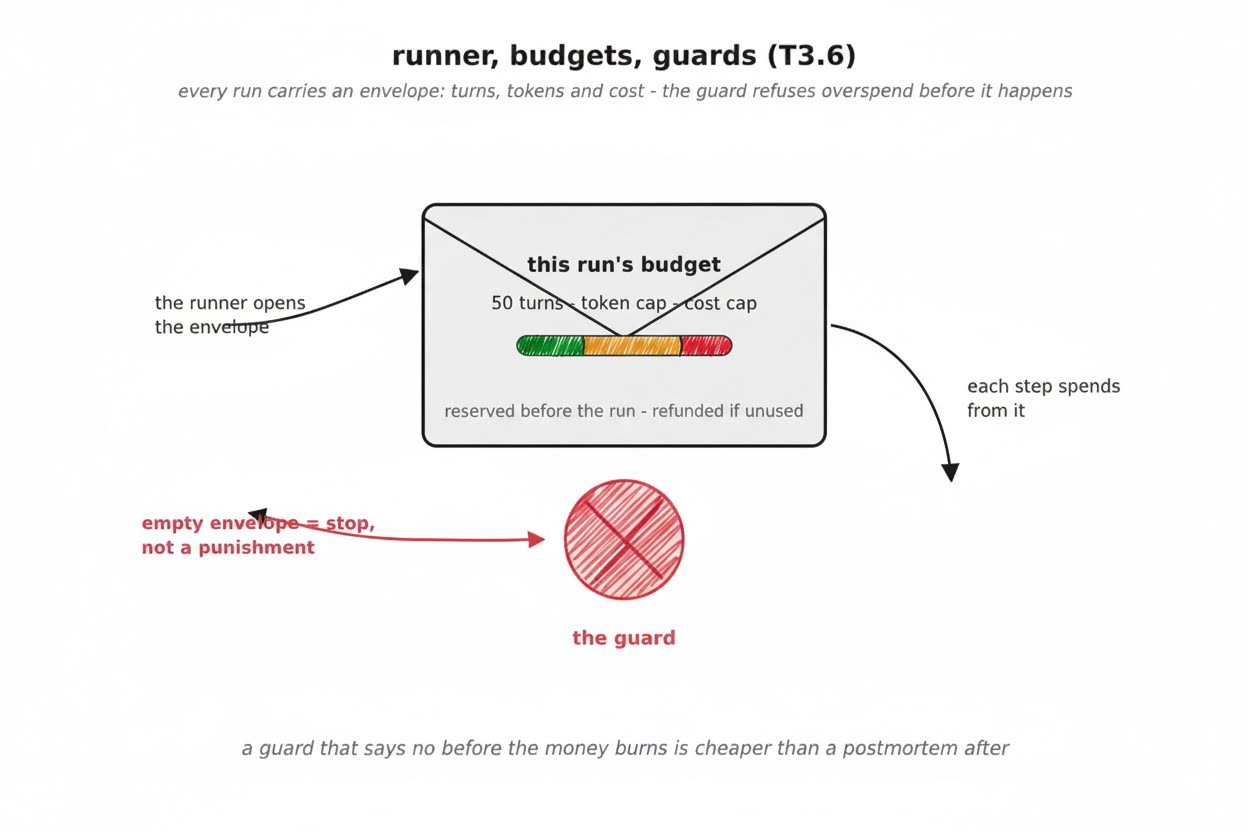 runner, budgets, guards (T3.6)
every run carries an envelope: turns, tokens and cost - the guard refuses overspend before it happens
this run's budget
50 turns - token cap - cost cap
the runner opens
the envelope
each step spends
from it
reserved before the run - refunded if unused
empty envelope = stop,
not a punishment
the guard
a guard that says no before the money burns is cheaper than a postmortem after